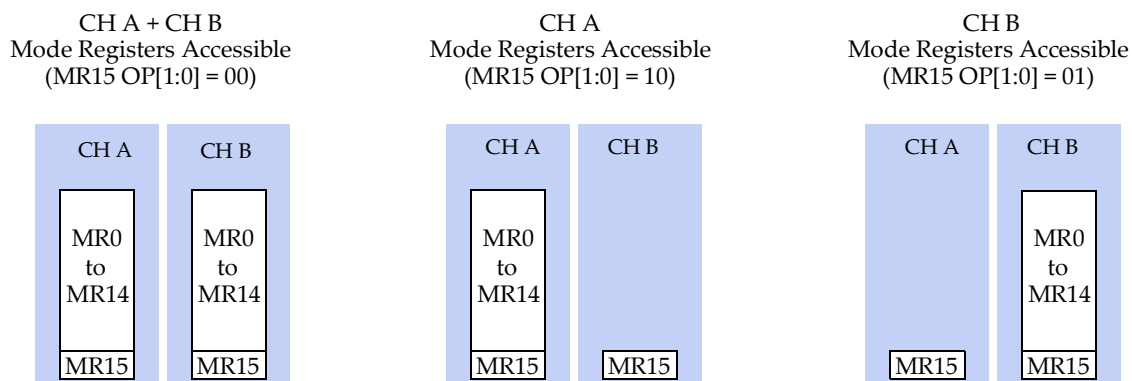 CH A + CH B
Mode Registers Accessible
(MR15 OP[1:0] = 00)
CH A
CH B
MR0
to
MR14
MR15
MR0
to
MR14
MR15
CH A
Mode Registers Accessible
(MR15 OP[1:0] = 10)
CH A
CH B
MR0
to
MR14
MR15
MR15
CH B
Mode Registers Accessible
(MR15 OP[1:0] = 01)
CH A
CH B
MR15
MR0
to
MR14
MR15